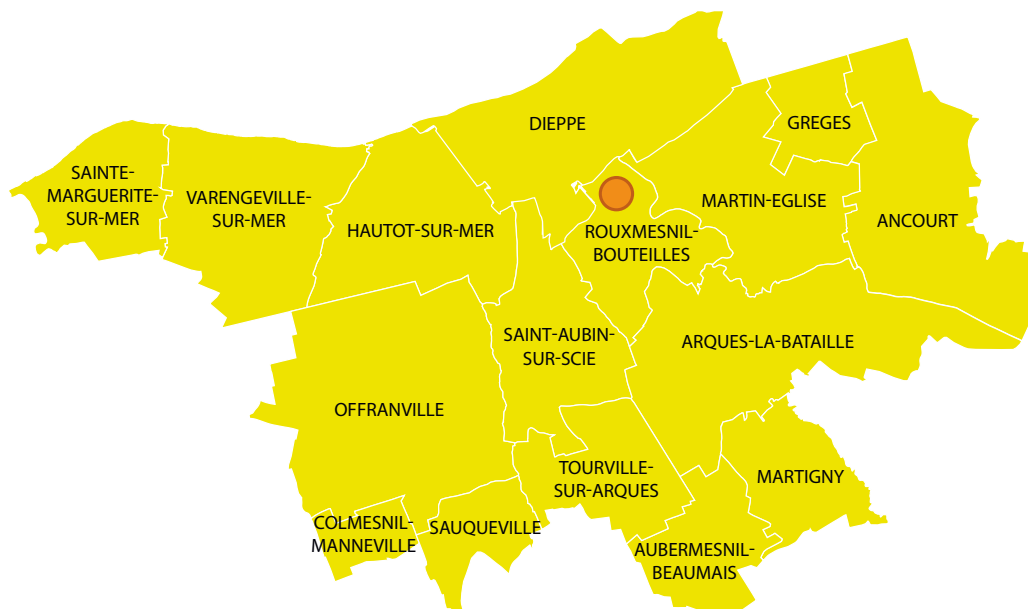 DIEPPE
GREGES
SAINTE-
MARGUERITE-
SUR-MER
VARENGEVILLE-
SUR-MER
HAUTOT-SUR-MER
ROUXMESNIL-
BOUTEILLES
MARTIN-EGLISE
ANCOURT
SAINT-AUBIN-
SUR-SCIE
ARQUES-LA-BATAILLE
OFFRANVILLE
TOURVILLE-
SUR-ARQUES
MARTIGNY
COLMESNIL-
MANNEVILLE
SAUQUEVILLE
AUBERMESNIL-
BEAUMAIS